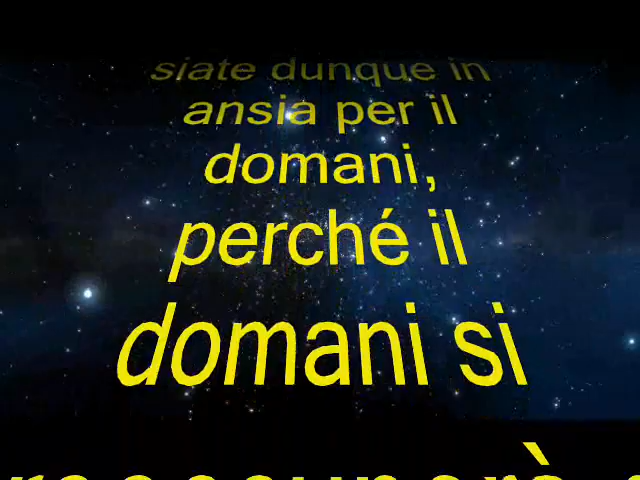 siate dunque in
ansia per il
domani,
perché il
domani si